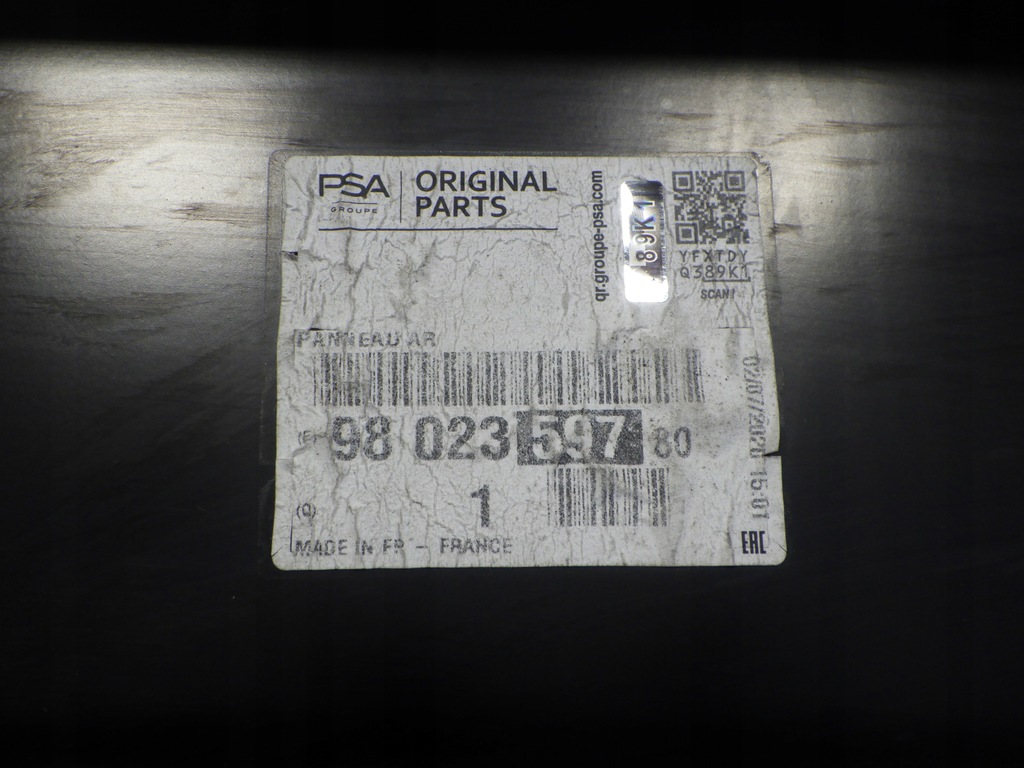 PSA
GROUPE
ORIGINAL
PARTS
qr.groupe-psa.com
89K1
YFXTDY
Q389K1
SCAN!
PANNEAU AR
(P) 98 023 597 80
02/07/2020 15:01
(Q) 1
MADE IN FR - FRANCE
EAC